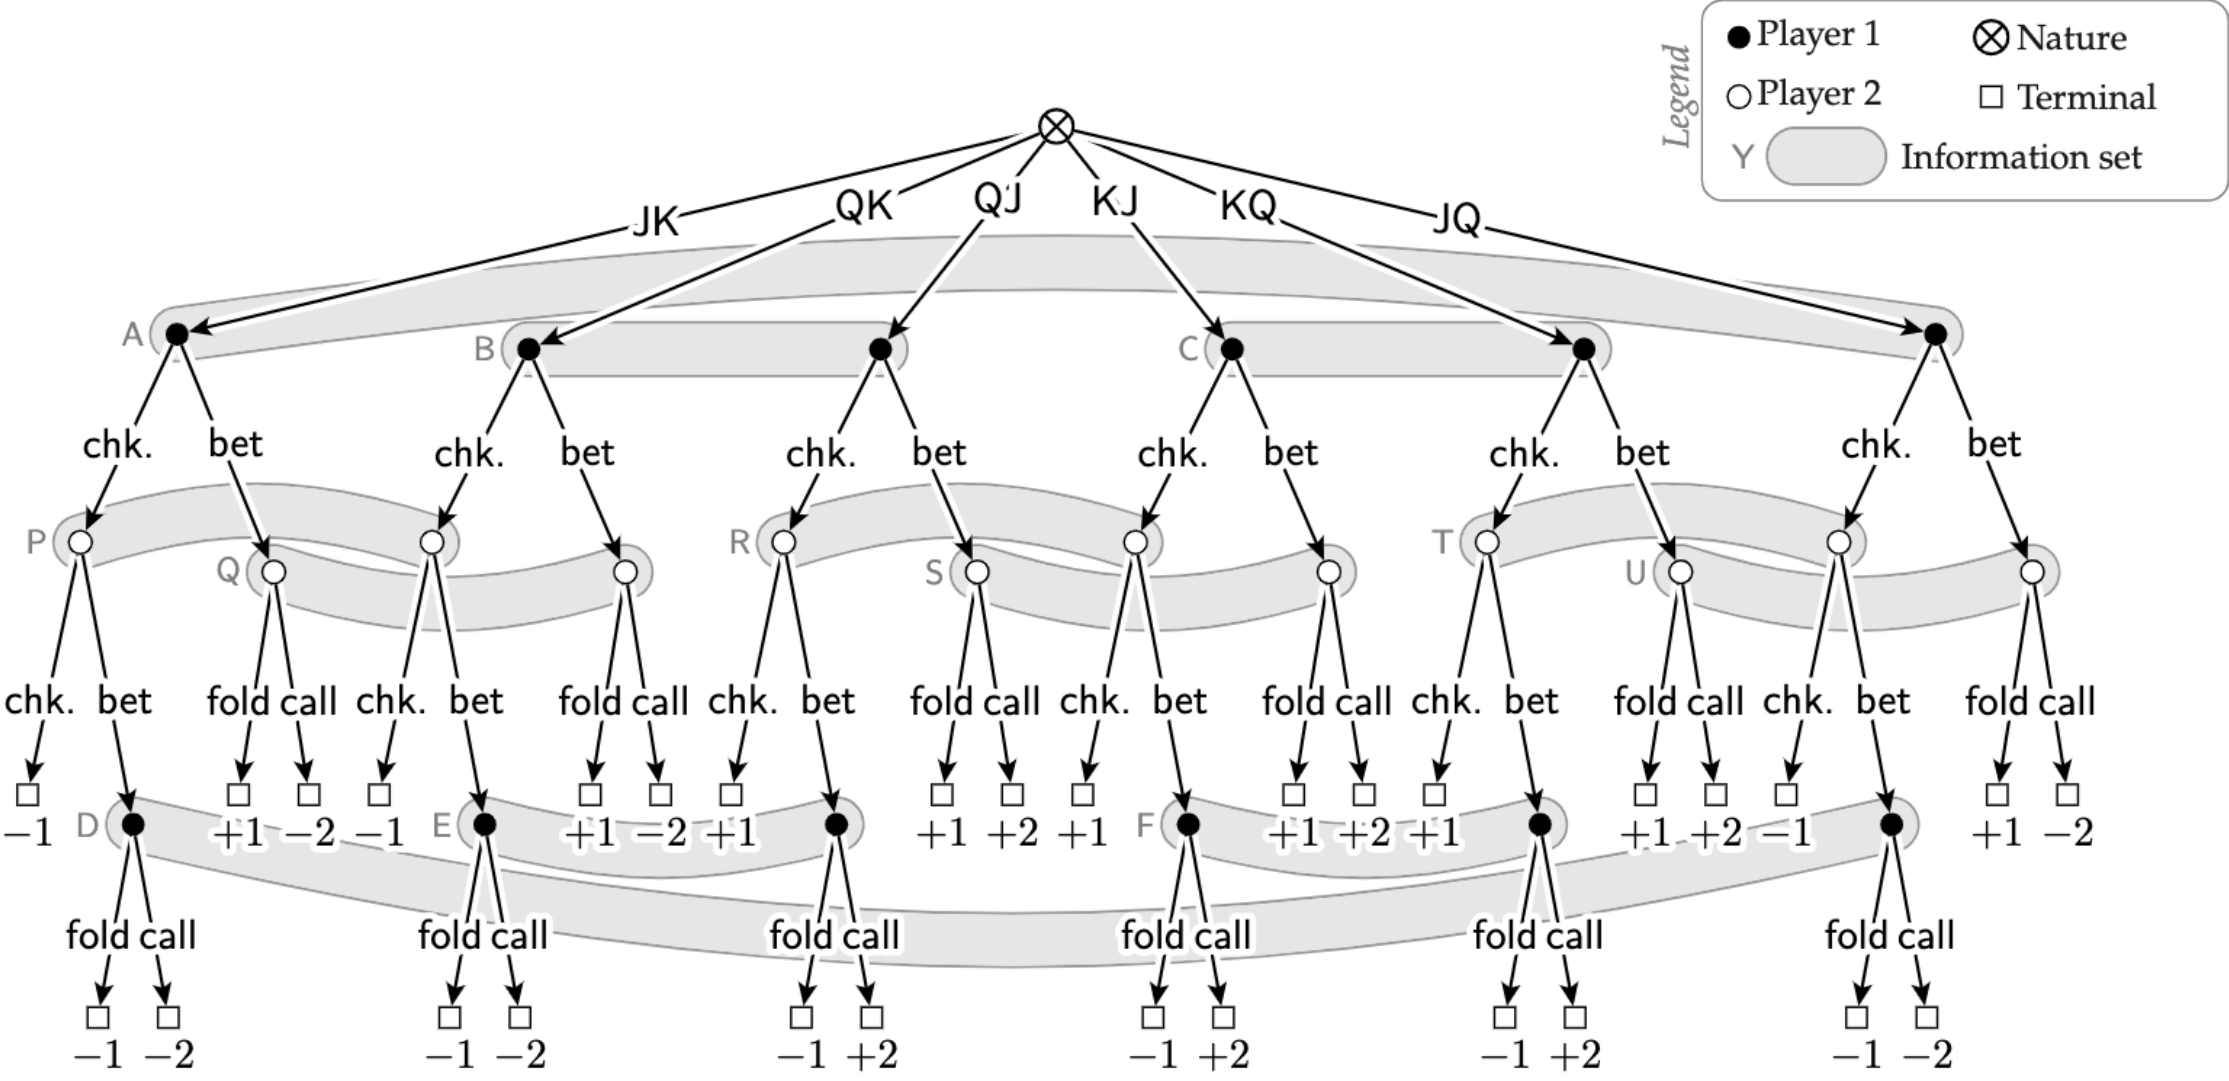 Legend
Player 1 Nature
Player 2 Terminal
Y Information set
JK QK QJ KJ KQ JQ
A B C
chk. bet chk. bet chk. bet chk. bet chk. bet chk. bet
P Q R S T U
chk. bet fold call chk. bet fold call chk. bet fold call chk. bet fold call chk. bet fold call chk. bet fold call
−1 D +1 −2 −1 E +1 −2 +1 +1 +2 +1 F +1 +2 +1 +1 +2 −1 +1 −2
fold call fold call fold call fold call fold call fold call
−1 −2 −1 −2 −1 +2 −1 +2 −1 +2 −1 −2